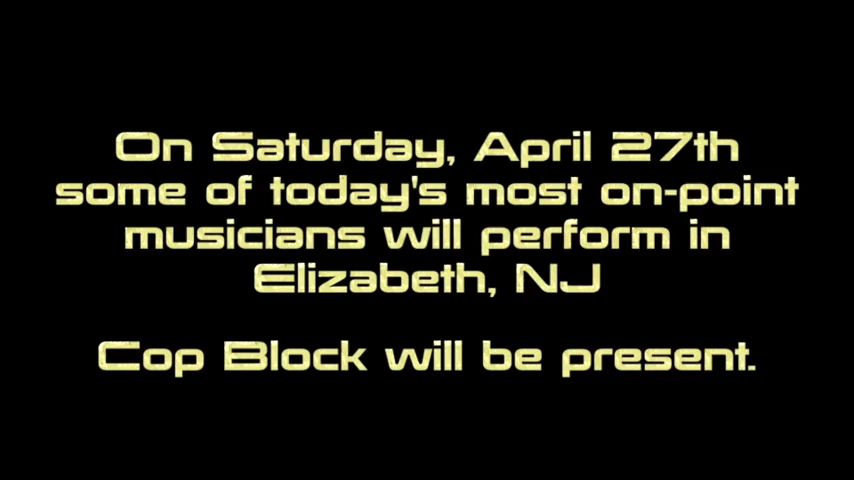 On Saturday, April 27th
some of today's most on-point
musicians will perform in
Elizabeth, NJ
Cop Block will be present.